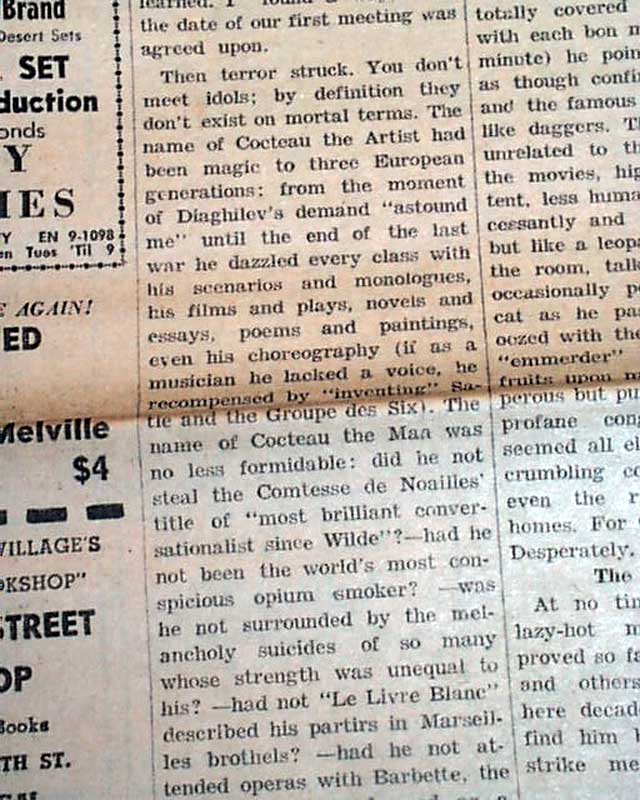 Brand
Desert Sets
SET
duction
onds
Y
IES
Y EN 9-1098
en Tues 'Til 9
E AGAIN!
ED
Melville
$4
VILLAGE'S
OKSHOP"
STREET
OP
Books
TH ST.
the date of our first meeting was
agreed upon.
Then terror struck. You don't
meet idols; by definition they
don't exist on mortal terms. The
name of Cocteau the Artist had
been magic to three European
generations: from the moment
of Diaghilev's demand "astound
me" until the end of the last
war he dazzled every class with
his scenarios and monologues,
his films and plays, novels and
essays, poems and paintings,
even his choreography (if as a
musician he lacked a voice, he
recompensed by "inventing" Sa-
tie and the Groupe des Six). The
name of Cocteau the Man was
no less formidable: did he not
steal the Comtesse de Noailles'
title of "most brilliant conver-
sationalist since Wilde"?—had he
not been the world's most con-
spicious opium smoker? —was
he not surrounded by the mel-
ancholy suicides of so many
whose strength was unequal to
his? —had not "Le Livre Blanc"
described his partirs in Marseil-
les brothels? —had he not at-
tended operas with Barbette, the
totally covered
with each bon m
minute) he poin
as though confi
and the famous
like daggers. T
unrelated to th
the movies, hig
tent, less huma
cessantly and
but like a leopa
the room, talk
occasionally pe
cat as he pas
oozed with the
"emmerder"
fruits upon m
perous but pu
profane cong
seemed all el
crumbling co
even the r
homes. For
Desperately.
The
At no tin
lazy-hot m
proved so fa
and others
here decad
find him h
strike me